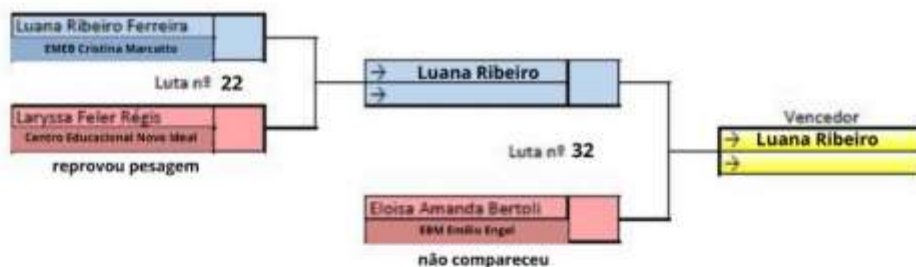 Luana Ribeiro Ferreira
EMEB Cristina Marcatto
Luta nº 22
Laryssa Feler Régis
Centro Educacional Novo Ideal
reprovou pesagem
→ Luana Ribeiro
→
Luta nº 32
Eloisa Amanda Bertoli
EBM Emílio Engel
não compareceu
Vencedor
→ Luana Ribeiro
→